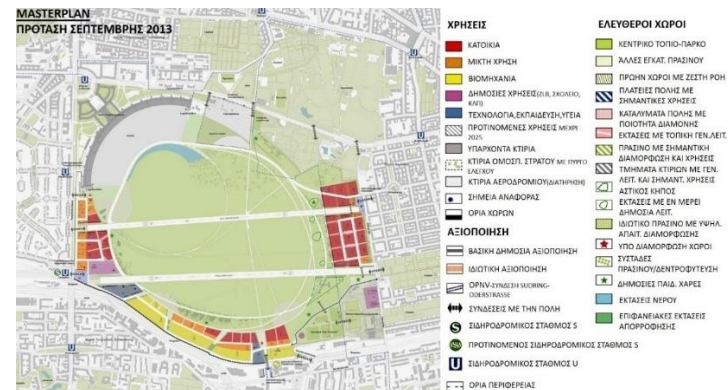 MASTERPLAN
ΠΡΟΤΑΣΗ ΣΕΠΤΕΜΒΡΗΣ 2013
ΧΡΗΣΕΙΣ
ΚΑΤΟΙΚΙΑ
ΜΙΚΤΗ ΧΡΗΣΗ
ΒΙΟΜΗΧΑΝΙΑ
ΔΗΜΟΣΙΕΣ ΧΡΗΣΕΙΣ(ZLB, ΣΧΟΛΕΙΟ,
ΚΛΠ)
ΤΕΧΝΟΛΟΓΙΑ,ΕΚΠΑΙΔΕΥΣΗ,ΥΓΕΙΑ
ΠΡΟΤΙΝΟΜΕΝΕΣ ΧΡΗΣΕΙΣ ΜΕΧΡΙ
2025
ΥΠΑΡΧΟΝΤΑ ΚΤΙΡΙΑ
ΚΤΙΡΙΑ ΟΜΟΣΠ. ΣΤΡΑΤΟΥ ΜΕ ΠΥΡΓΟ
ΕΛΕΓΧΟΥ
ΚΤΙΡΙΑ ΑΕΡΟΔΡΟΜΙΟΥ(ΔΙΑΤΗΡΗΣΗ)
ΣΗΜΕΙΑ ΑΝΑΦΟΡΑΣ
ΟΡΙΑ ΧΩΡΩΝ
ΑΞΙΟΠΟΙΗΣΗ
ΒΑΣΙΚΗ ΔΗΜΟΣΙΑ ΑΞΙΟΠΟΙΗΣΗ
ΙΔΙΩΤΙΚΗ ΑΞΙΟΠΟΙΗΣΗ
OPNV-ΣΥΝΔΕΣΗ SUDRING-
ODERSTRASSE
ΣΥΝΔΕΣΕΙΣ ΜΕ ΤΗΝ ΠΟΛΗ
S ΣΙΔΗΡΟΔΡΟΜΙΚΟΣ ΣΤΑΘΜΟΣ S
ΠΡΟΤΙΝΟΜΕΝΟΣ ΣΙΔΗΡΟΔΡΟΜΙΚΟΣ ΣΤΑΘΜΟΣ S
U ΣΙΔΗΡΟΔΡΟΜΙΚΟΣ ΣΤΑΘΜΟΣ U
ΟΡΙΑ ΠΕΡΙΦΕΡΕΙΑΣ
ΕΛΕΥΘΕΡΟΙ ΧΩΡΟΙ
ΚΕΝΤΡΙΚΟ ΤΟΠΙΟ-ΠΑΡΚΟ
ΆΛΛΕΣ ΕΓΚΑΤ. ΠΡΑΣΙΝΟΥ
ΠΡΩΗΝ ΧΩΡΟΙ ΜΕ ΖΕΣΤΗ ΡΟΗ
ΠΛΑΤΕΙΕΣ ΠΟΛΗΣ ΜΕ
ΣΗΜΑΝΤΙΚΕΣ ΧΡΗΣΕΙΣ
ΚΑΤΑΛΥΜΑΤΑ ΠΟΛΗΣ ΜΕ
ΠΟΙΟΤΗΤΑ ΔΙΑΜΟΝΗΣ
ΕΚΤΑΣΕΙΣ ΜΕ ΤΟΠΙΚΗ ΓΕΝ.ΛΕΙΤ.
ΠΡΑΣΙΝΟ ΜΕ ΣΗΜΑΝΤΙΚΗ
ΔΙΑΜΟΡΦΩΣΗ ΚΑΙ ΧΡΗΣΕΙΣ
ΤΜΗΜΑΤΑ ΚΤΙΡΙΩΝ ΜΕ ΓΕΝ.
ΛΕΙΤ. ΚΑΙ ΣΗΜΑΝΤ. ΧΡΗΣΕΙΣ
ΑΣΤΙΚΟΣ ΚΗΠΟΣ
ΕΚΤΑΣΕΙΣ ΜΕ ΕΝ ΜΕΡΕΙ
ΔΗΜΟΣΙΑ ΛΕΙΤ.
ΙΔΙΩΤΙΚΟ ΠΡΑΣΙΝΟ ΜΕ ΥΨΗΛ.
ΑΠΑΙΤ. ΔΙΑΜΟΡΦΩΣΗΣ
ΥΠΟ ΔΙΑΜΟΡΦΩΣΗ ΧΩΡΟΙ
ΣΥΣΤΑΔΕΣ
ΠΡΑΣΙΝΟΥ/ΔΕΝΤΡΟΦΥΤΕΥΣΗ
ΔΗΜΟΣΙΕΣ ΠΑΙΔ. ΧΑΡΕΣ
ΕΚΤΑΣΕΙΣ ΝΕΡΟΥ
ΕΠΙΦΑΝΕΙΑΚΕΣ ΕΚΤΑΣΕΙΣ
ΑΠΟΡΡΟΦΗΣΗΣ